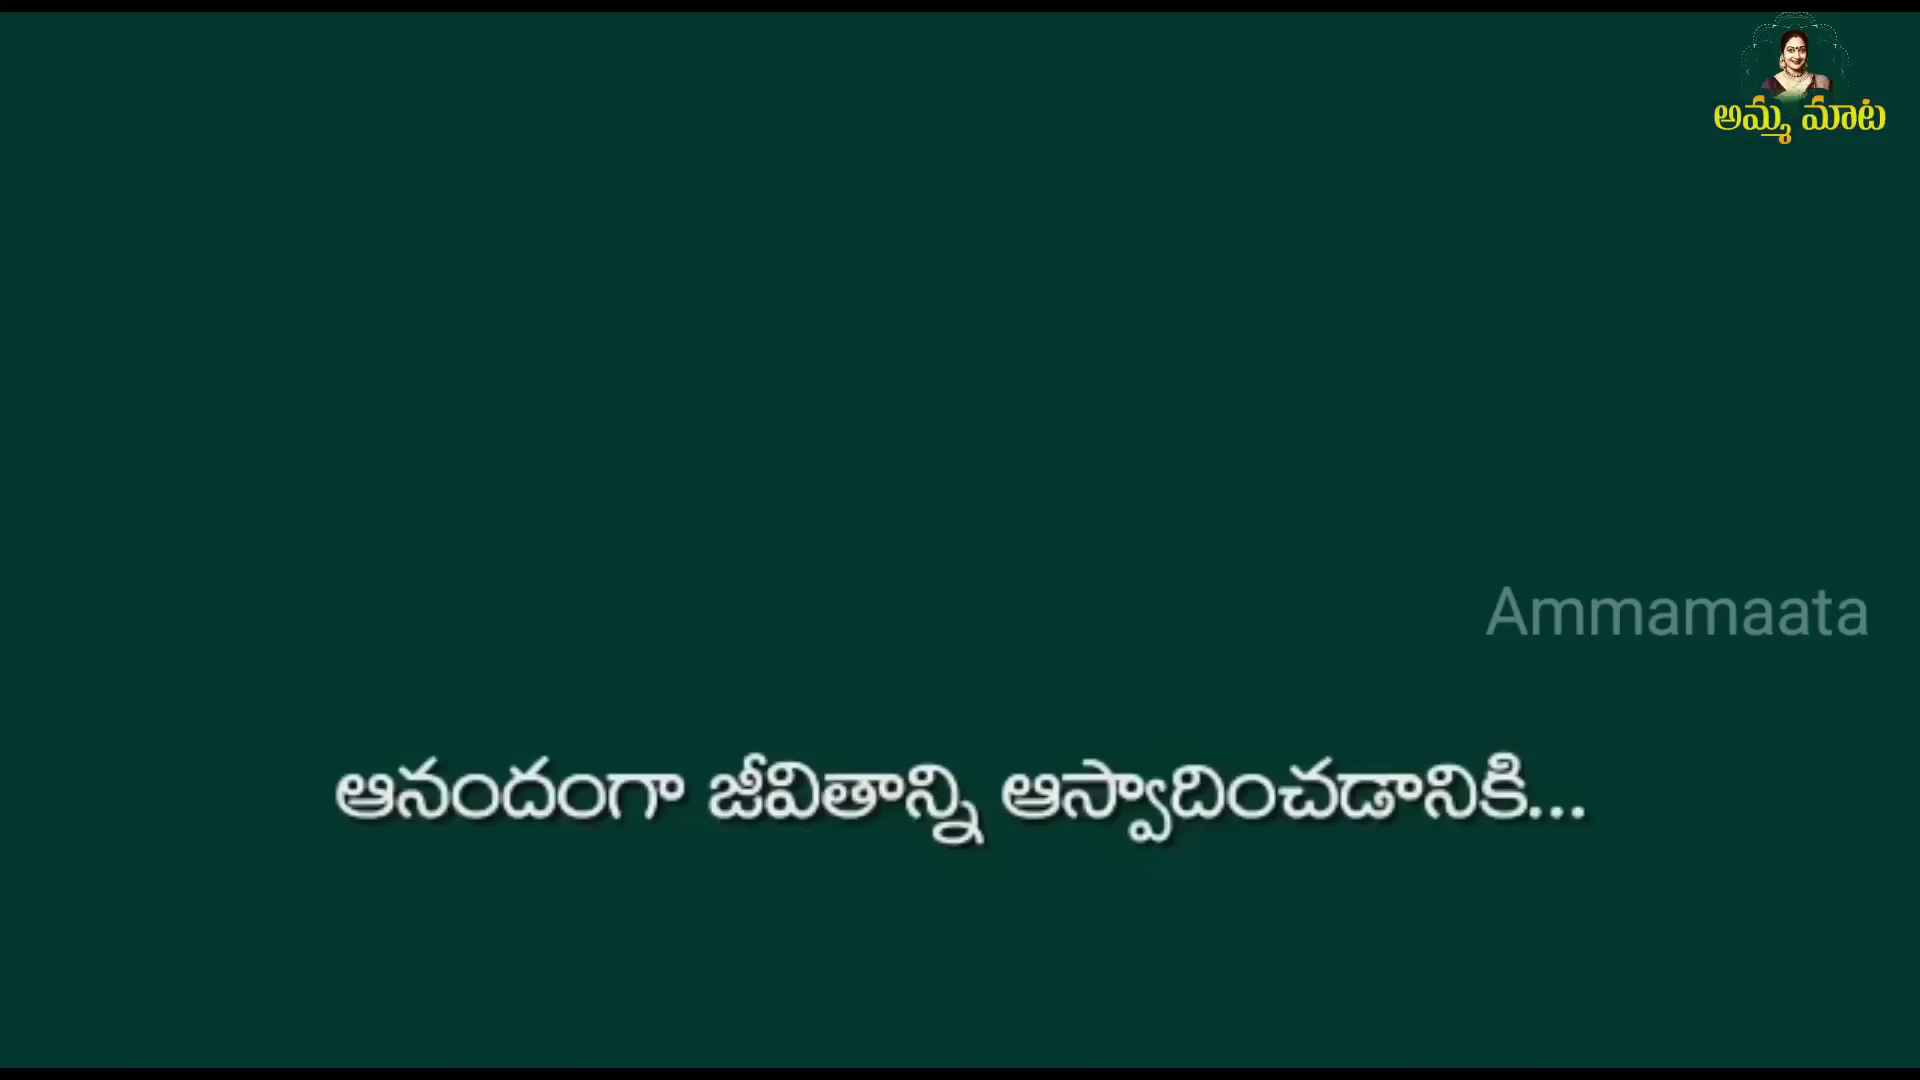 అమ్మ మాట
Ammamaata
ఆనందంగా జీవితాన్ని ఆస్వాదించడానికి...